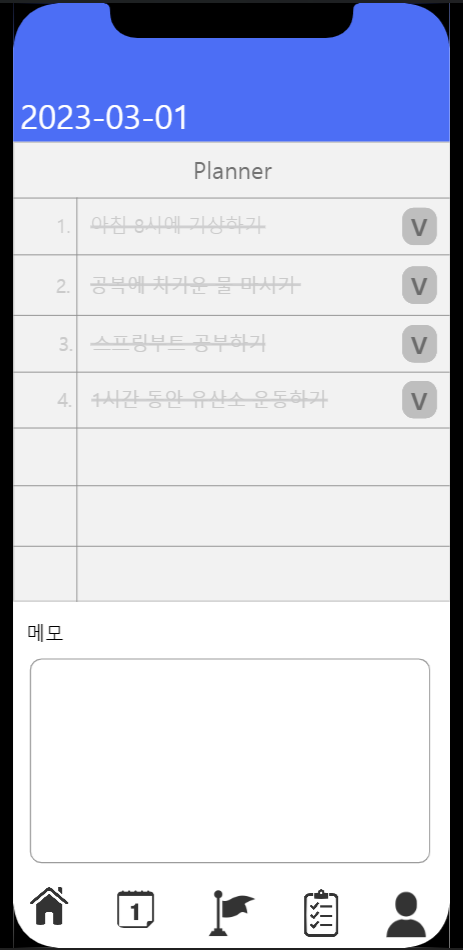 2023-03-01
Planner
1. 아침 8시에 기상하기 V
2. 공복에 차가운 물 마시기 V
3. 스프링부트 공부하기 V
4. 1시간 동안 유산소 운동하기 V
메모
1